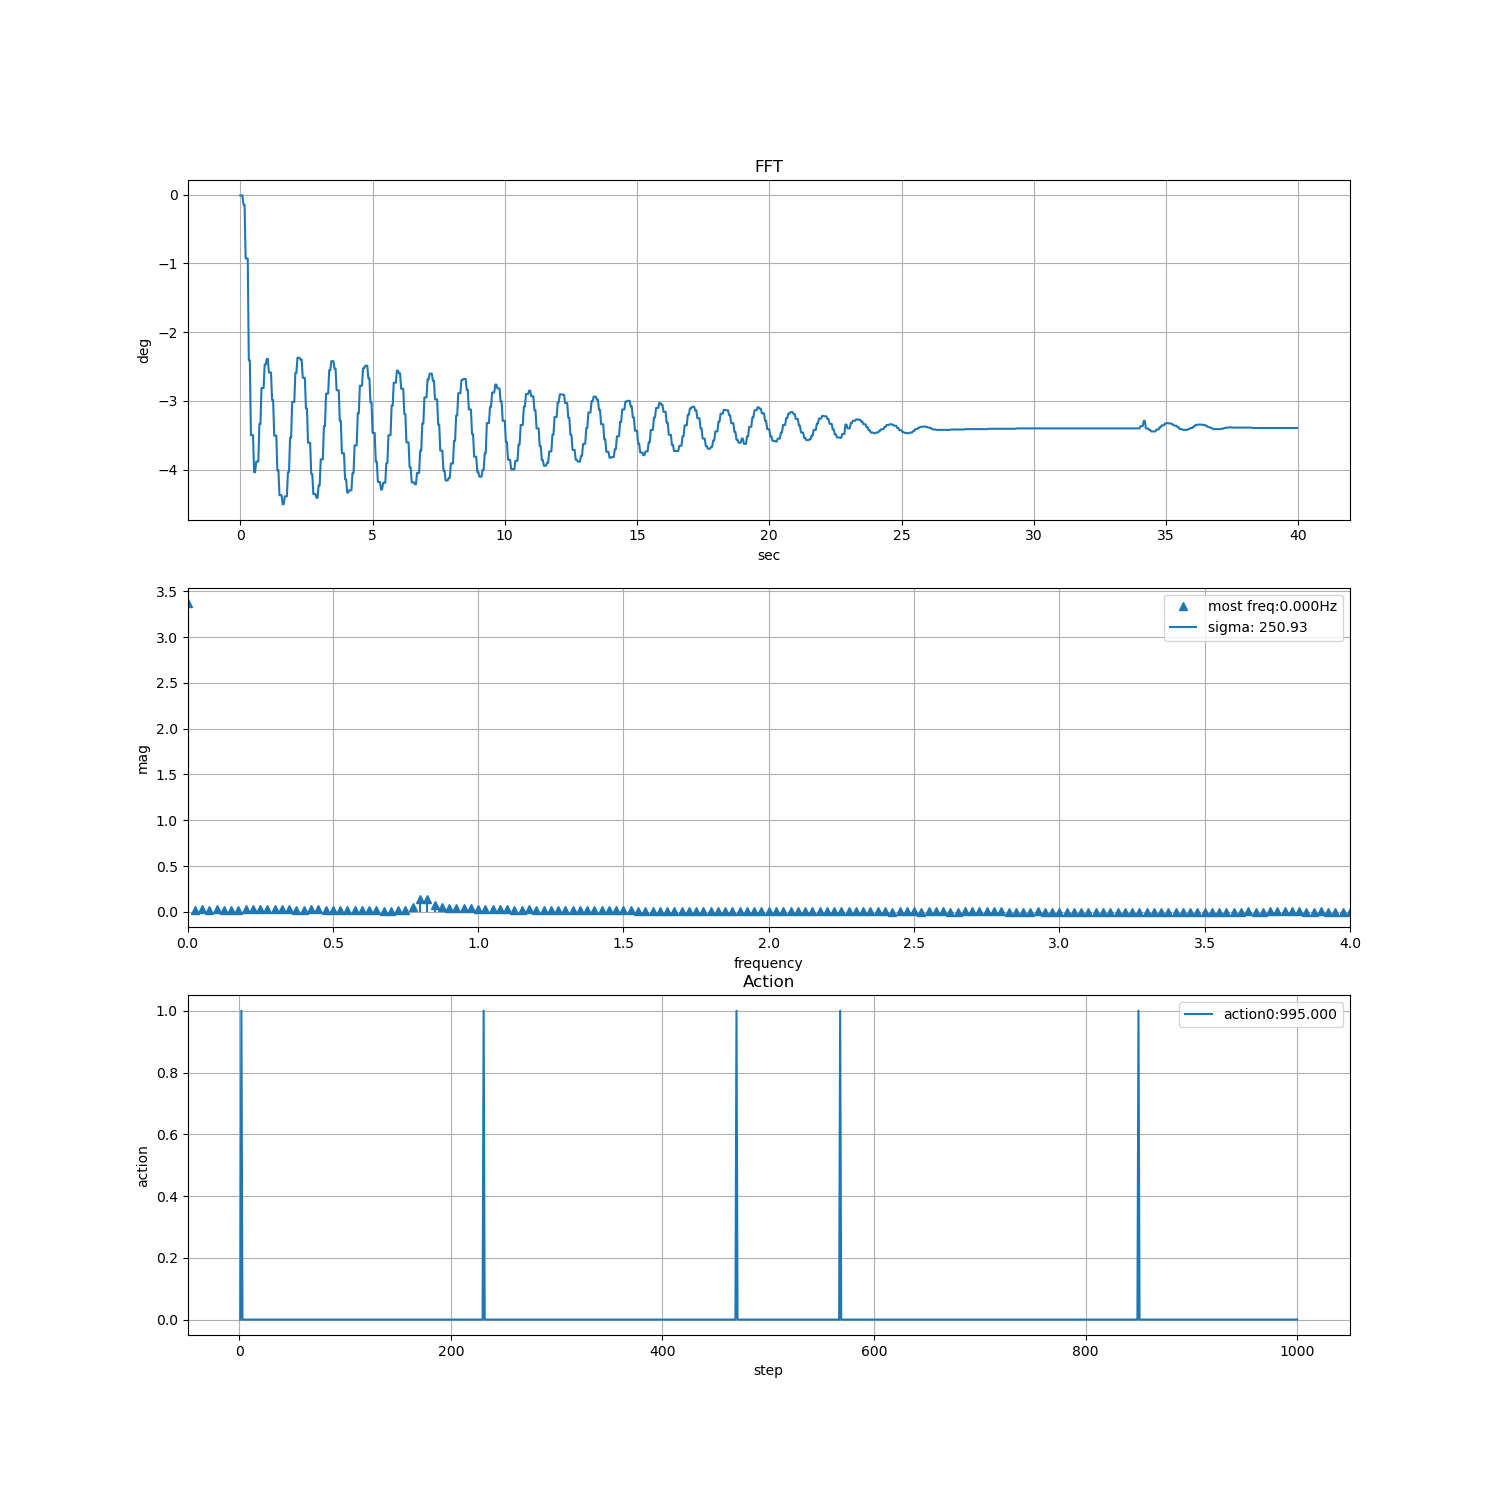 FFT
0
−1
−2
−3
−4
deg
0 5 10 15 20 25 30 35 40
sec
3.5
3.0
2.5
2.0
1.5
1.0
0.5
0.0
mag
most freq:0.000Hz
sigma: 250.93
0.0 0.5 1.0 1.5 2.0 2.5 3.0 3.5 4.0
frequency
Action
1.0
0.8
0.6
0.4
0.2
0.0
action
action0:995.000
0 200 400 600 800 1000
step